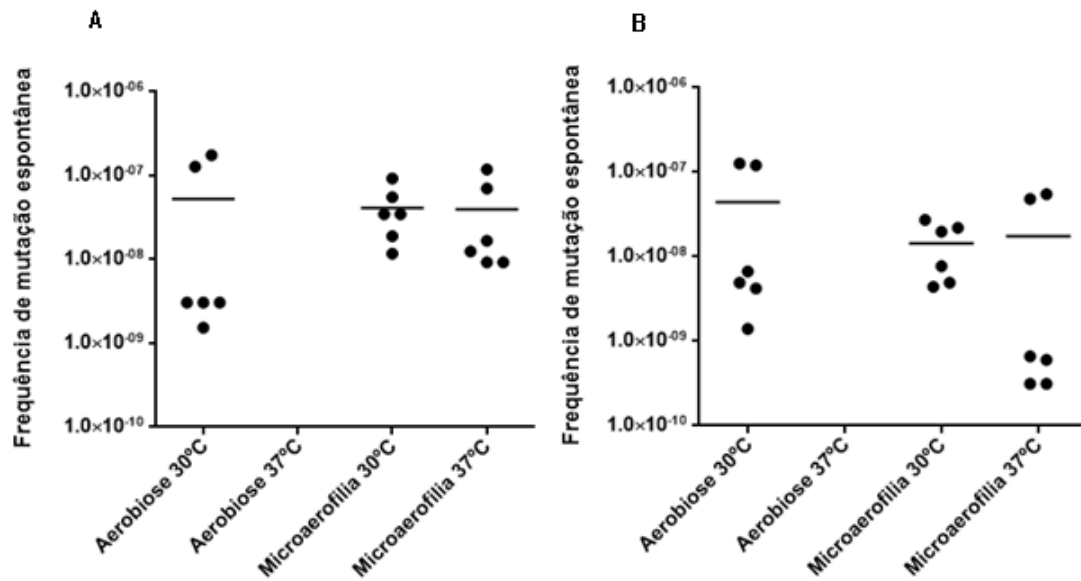 A
Frequência de mutação espontânea
1.0×10-06
1.0×10-07
1.0×10-08
1.0×10-09
1.0×10-10
Aerobiose 30ºC
Aerobiose 37ºC
Microaerofilia 30ºC
Microaerofilia 37ºC
B
Frequência de mutação espontânea
1.0×10-06
1.0×10-07
1.0×10-08
1.0×10-09
1.0×10-10
Aerobiose 30ºC
Aerobiose 37ºC
Microaerofilia 30ºC
Microaerofilia 37ºC